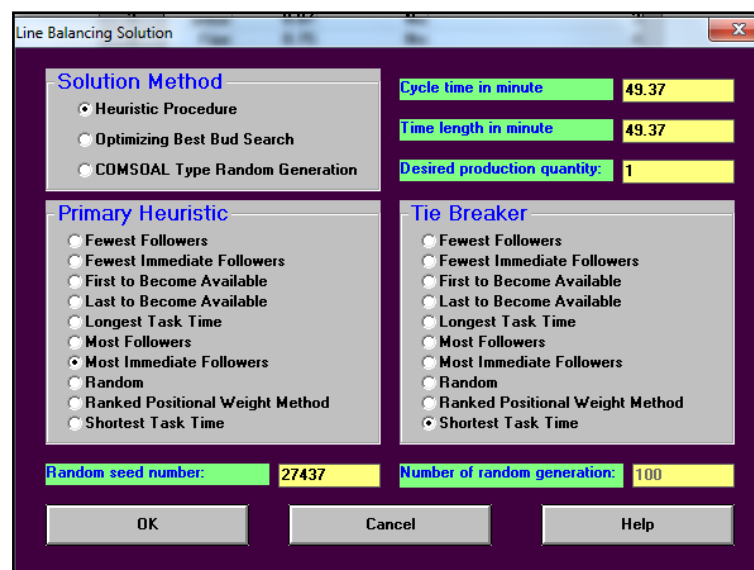 Line Balancing Solution
Solution Method
Heuristic Procedure
Optimizing Best Bud Search
COMSOAL Type Random Generation
Cycle time in minute 49.37
Time length in minute 49.37
Desired production quantity: 1
Primary Heuristic
Fewest Followers
Fewest Immediate Followers
First to Become Available
Last to Become Available
Longest Task Time
Most Followers
Most Immediate Followers
Random
Ranked Positional Weight Method
Shortest Task Time
Tie Breaker
Fewest Followers
Fewest Immediate Followers
First to Become Available
Last to Become Available
Longest Task Time
Most Followers
Most Immediate Followers
Random
Ranked Positional Weight Method
Shortest Task Time
Random seed number: 27437
Number of random generation: 100
OK
Cancel
Help